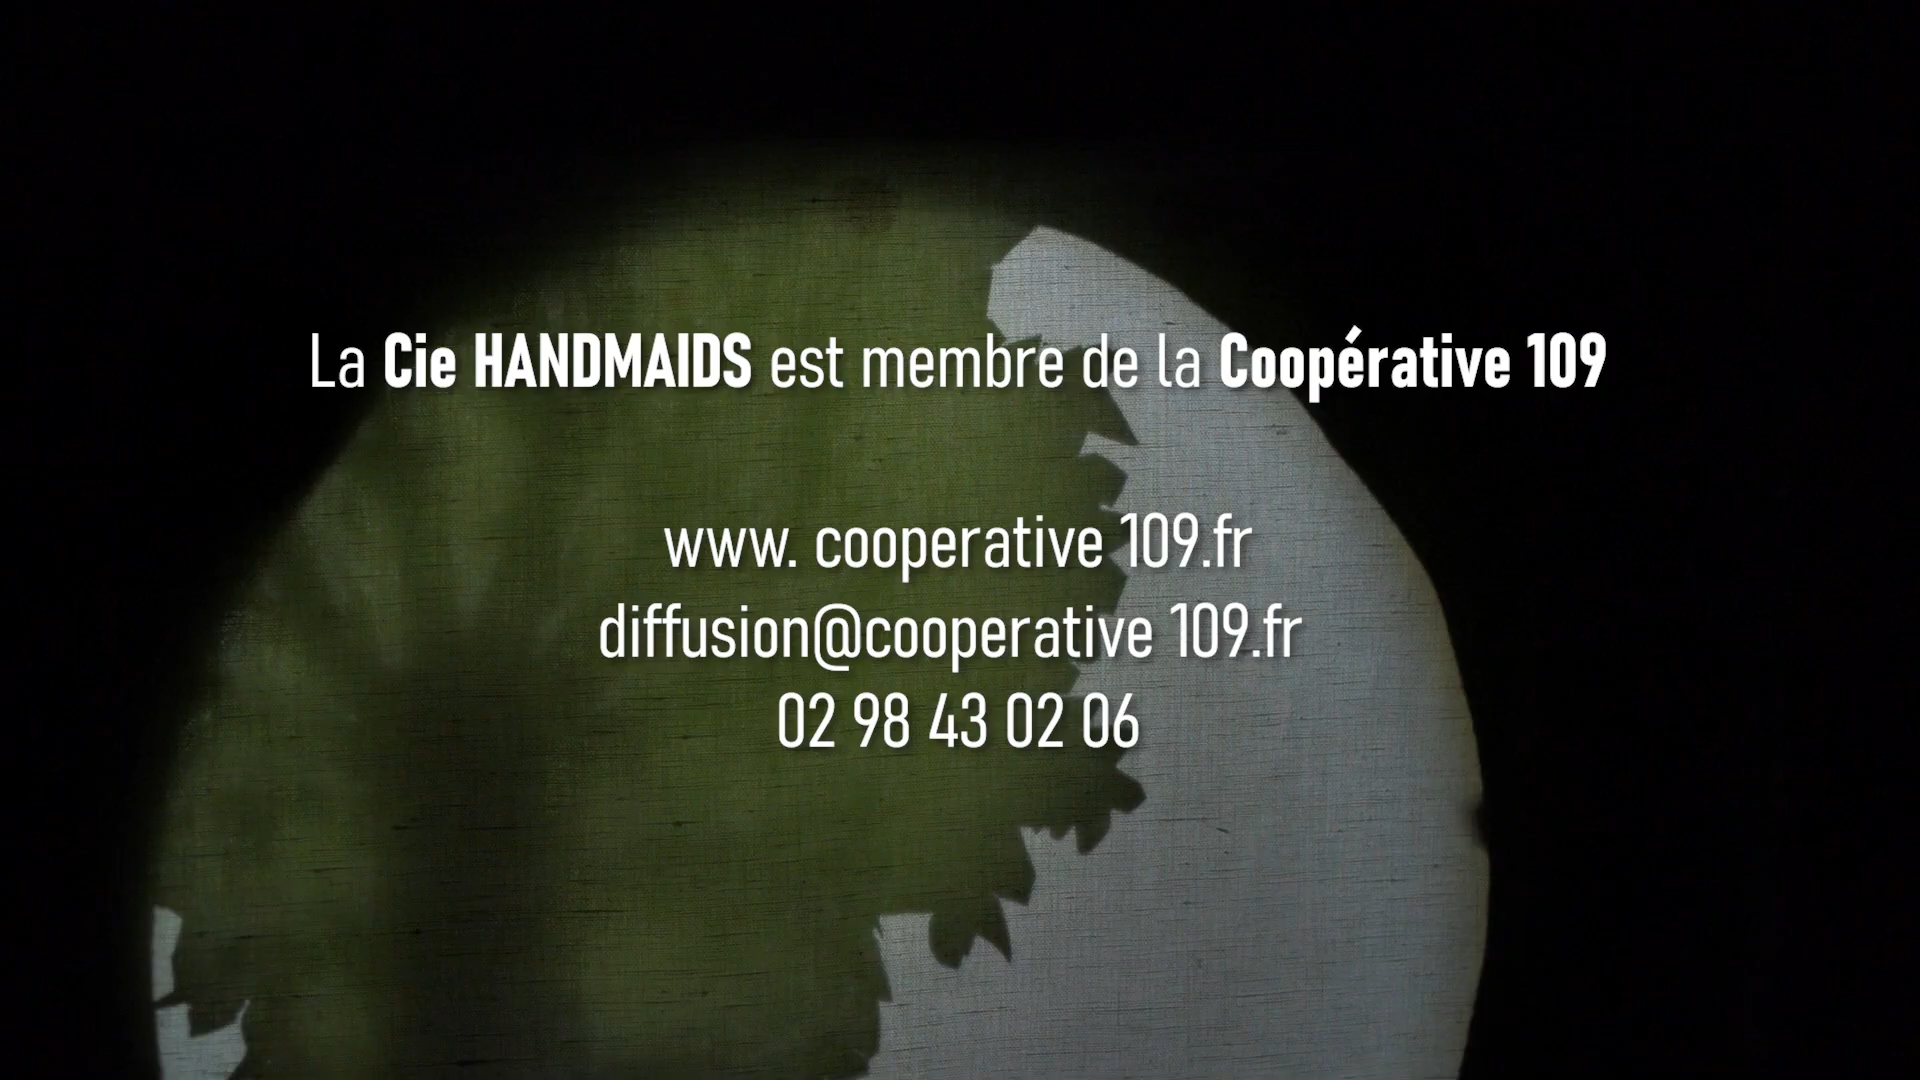 La Cie HANDMAIDS est membre de la Coopérative 109
www. cooperative 109.fr
diffusion@cooperative 109.fr
02 98 43 02 06